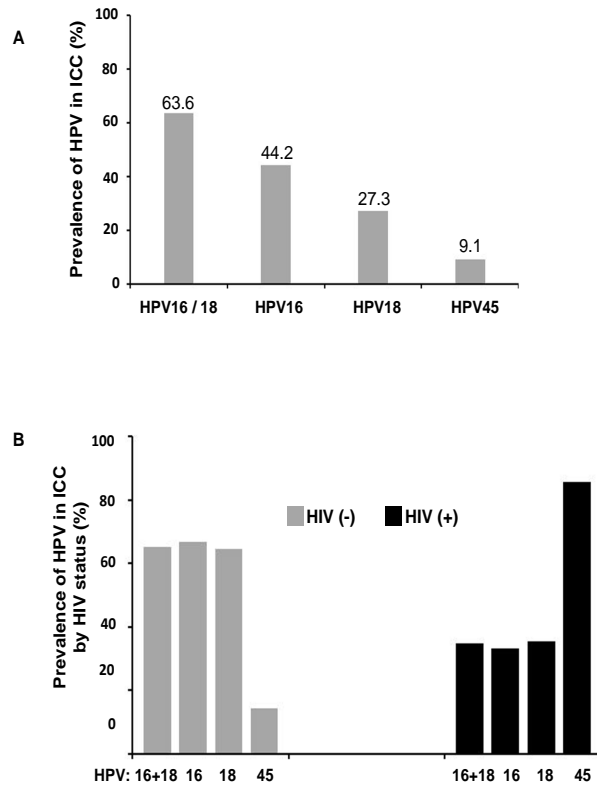 A
Prevalence of HPV in ICC (%)
100
80
60
40
20
0
63.6
44.2
27.3
9.1
HPV16 / 18 HPV16 HPV18 HPV45
B
Prevalence of HPV in ICC
by HIV status (%)
100
80
60
40
20
0
HIV (-) HIV (+)
HPV: 16+18 16 18 45 16+18 16 18 45